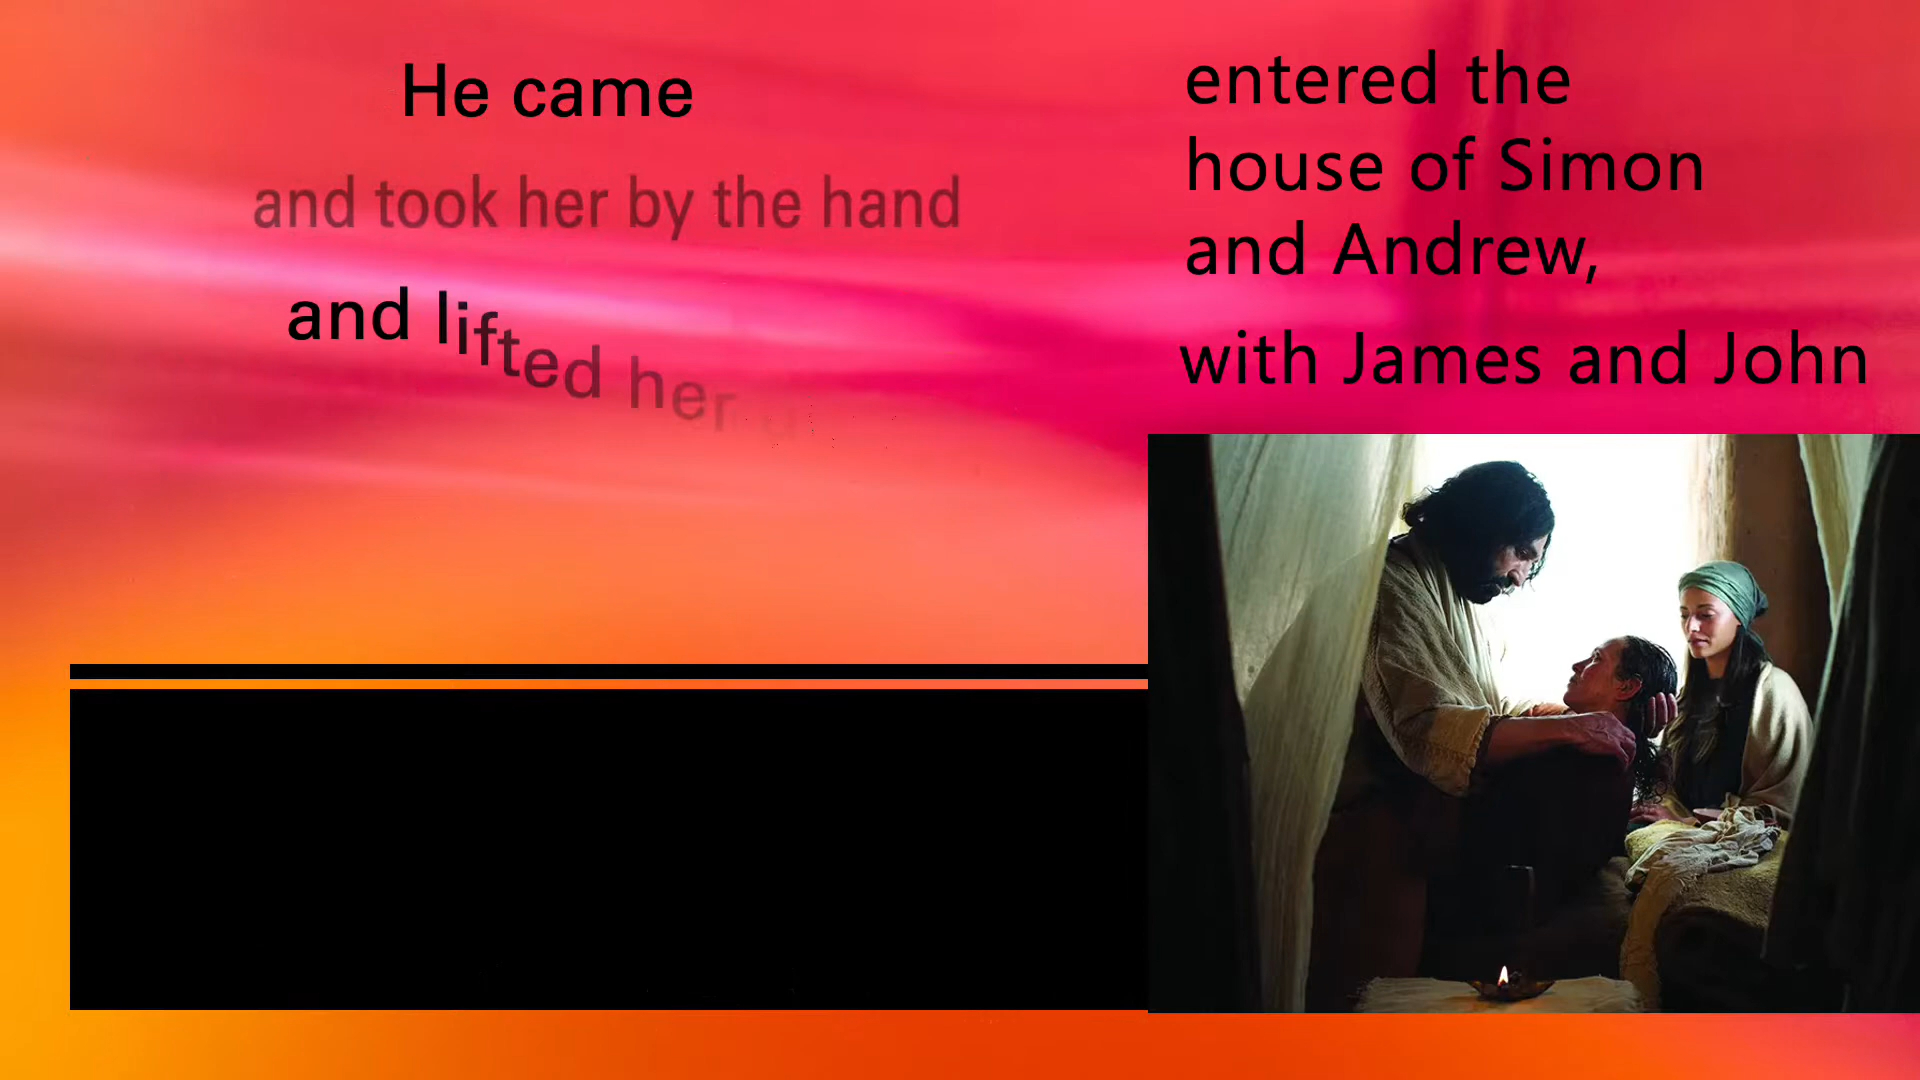 He came
and took her by the hand
and lifted her
entered the
house of Simon
and Andrew,
with James and John